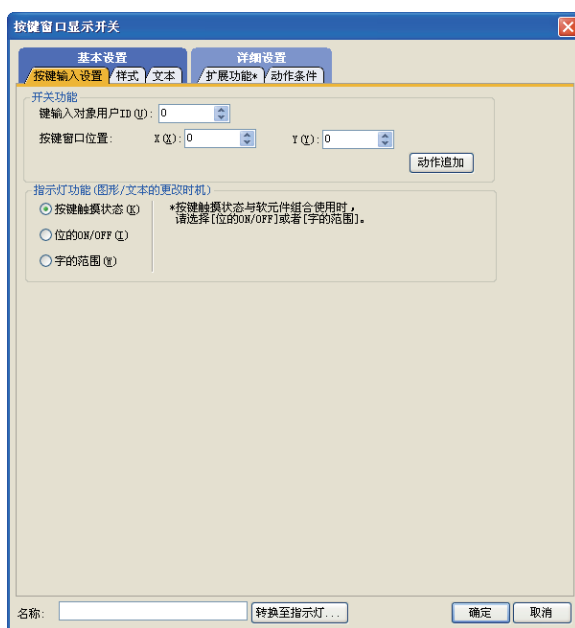 按键窗口显示开关
基本设置 详细设置
按键输入设置 样式 文本 扩展功能* 动作条件
开关功能
键输入对象用户ID(U): 0
按键窗口位置: X(X): 0 Y(Y): 0
动作追加
指示灯功能(图形/文本的更改时机)
按键触摸状态(K) *按键触摸状态与软元件组合使用时，
请选择[位的ON/OFF]或者[字的范围]。
位的ON/OFF(I)
字的范围(W)
名称: 转换至指示灯... 确定 取消